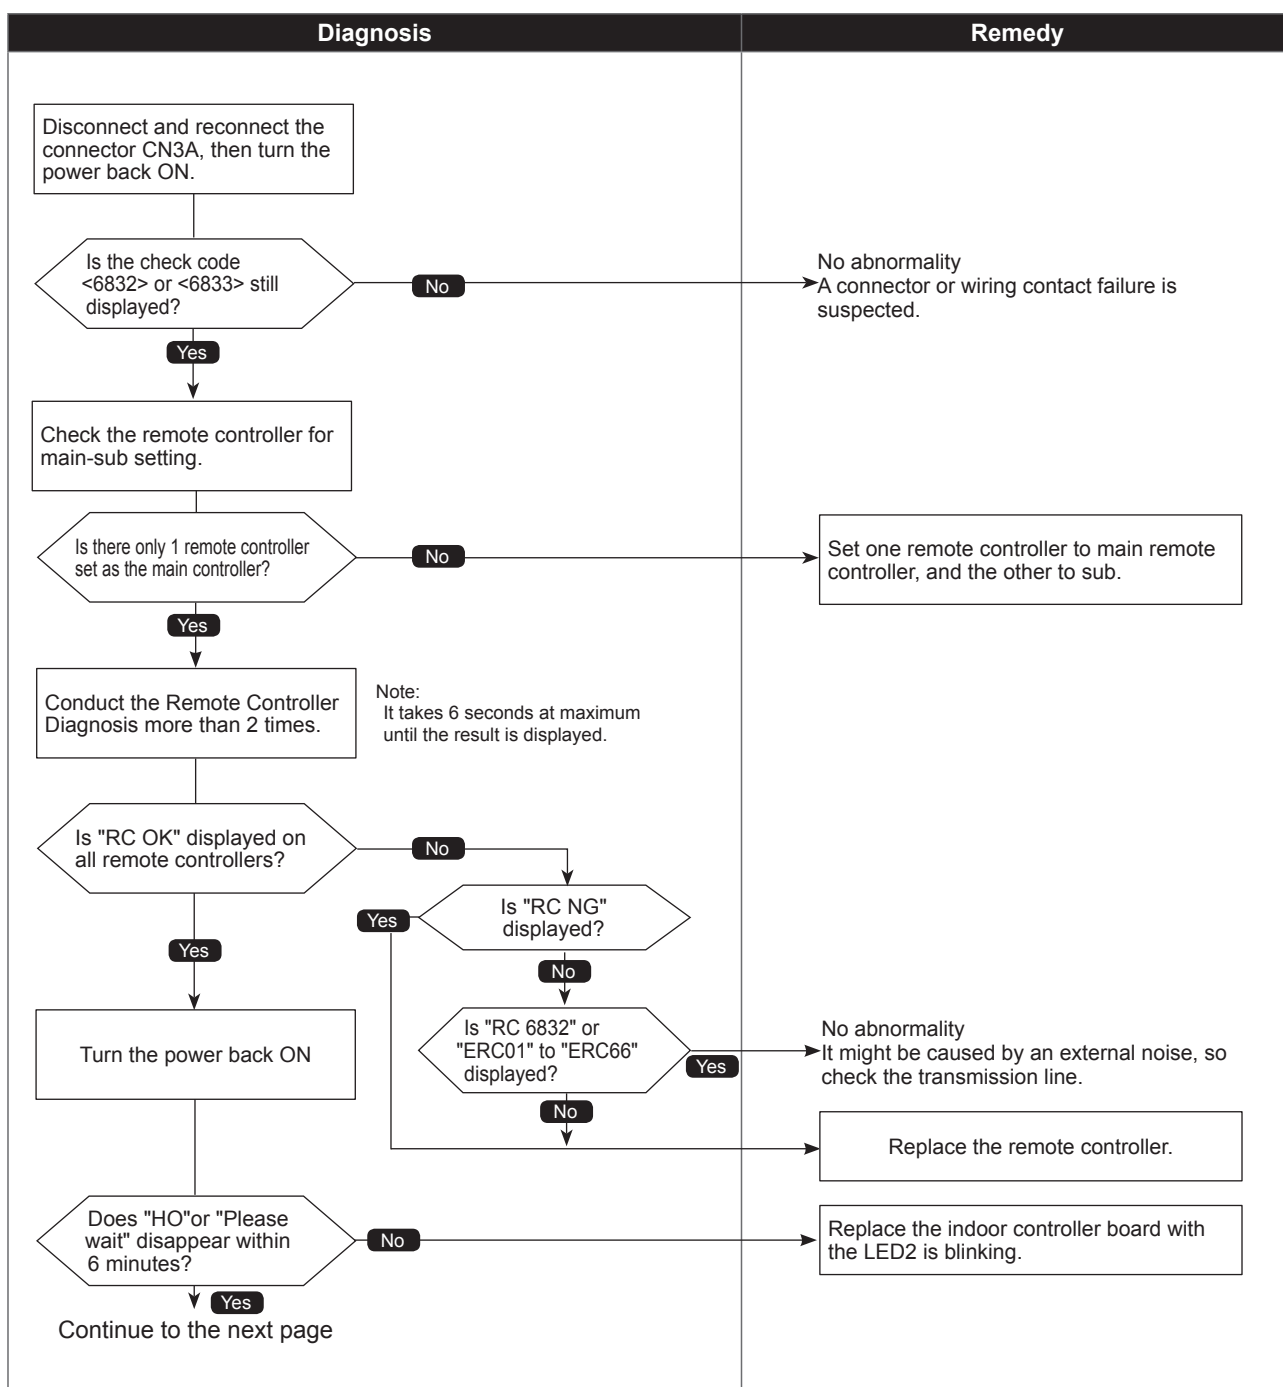 Diagnosis
Remedy
Disconnect and reconnect the
connector CN3A, then turn the
power back ON.
Is the check code
<6832> or <6833> still
displayed?
No
No abnormality
A connector or wiring contact failure is
suspected.
Yes
Check the remote controller for
main-sub setting.
Is there only 1 remote controller
set as the main controller?
No
Set one remote controller to main remote
controller, and the other to sub.
Yes
Conduct the Remote Controller
Diagnosis more than 2 times.
Note:
It takes 6 seconds at maximum
until the result is displayed.
Is "RC OK" displayed on
all remote controllers?
No
Is "RC NG"
displayed?
Yes
Yes
No
Turn the power back ON
Is "RC 6832" or
"ERC01" to "ERC66"
displayed?
Yes
No abnormality
It might be caused by an external noise, so
check the transmission line.
No
Replace the remote controller.
Does "HO"or "Please
wait" disappear within
6 minutes?
No
Replace the indoor controller board with
the LED2 is blinking.
Yes
Continue to the next page